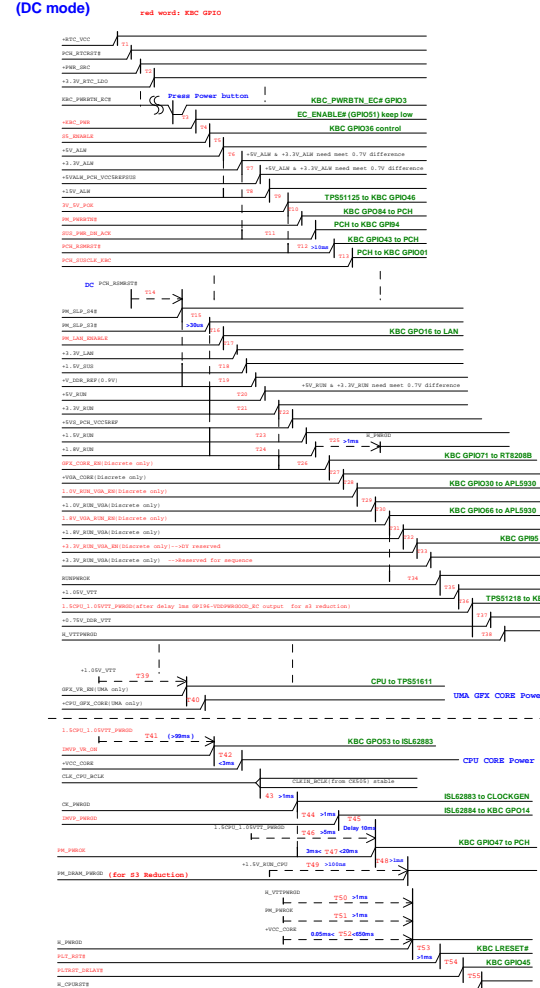 (DC mode)
red word: KBC GPIO
+RTC_VCC
T1
PCH_RTCRST#
+PWR_SRC
T2
+3.3V_RTC_LDO
Press Power button
KBC_PWRBTN_EC#
KBC_PWRBTN_EC# GPIO3
T3
EC_ENABLE# (GPIO51) keep low
+KBC_PWR
T4
KBC GPIO36 control
S5_ENABLE
T5
+5V_ALW
T6
+5V_ALW & +3.3V_ALW need meet 0.7V difference
+3.3V_ALW
T7
+5V_ALW & +3.3V_ALW need meet 0.7V difference
+5VALW_PCH_VCC5REFSUS
+15V_ALW
T8
T9
TPS51125 to KBC GPIO46
3V_5V_POK
T10
KBC GPO84 to PCH
PM_PWRBTN#
PCH to KBC GPI94
SUS_PWR_DN_ACK
T11
KBC GPIO43 to PCH
PCH_RSMRST#
T12 >10ms
PCH to KBC GPIO01
T13
PCH_SUSCLK_KBC
DC PCH_RSMRST#
T14
PM_SLP_S4#
T15
PM_SLP_S3#
>30us
T16
KBC GPO16 to LAN
PM_LAN_ENABLE
T17
+3.3V_LAN
+1.5V_SUS
T18
+V_DDR_REF(0.9V)
T19
+5V_RUN & +3.3V_RUN need meet 0.7V difference
+5V_RUN
T20
+3.3V_RUN
T21
T22
+5VS_PCH_VCC5REF
+1.5V_RUN
T23
T25 >1ms
H_PWRGD
+1.8V_RUN
T24
KBC GPIO71 to RT8208B
GFX_CORE_EN(Discrete only)
T26
T27
+VGA_CORE(Discrete only)
T28
KBC GPIO30 to APL5930
1.0V_RUN_VGA_EN(Discrete only)
T29
+1.0V_RUN_VGA(Discrete only)
T30
KBC GPIO66 to APL5930
1.8V_VGA_RUN_EN(Discrete only)
T31
+1.8V_RUN_VGA(Discrete only)
T32
KBC GPI95
+3.3V_RUN_VGA_EN(Discrete only)-->DY reserved
T33
+3.3V_RUN_VGA(Discrete only) -->Reserved for sequence
RUNPWROK
T34
+1.05V_VTT
T35
T36
TPS51218 to KB
1.5CPU_1.05VTT_PWRGD(after delay 1ms GPI96-VDDPWRGOOD_EC output for s3 reduction)
T37
+0.75V_DDR_VTT
T38
H_VTTPWRGD
+1.05V_VTT
T39
CPU to TPS51611
GFX_VR_EN(UMA only)
T40
UMA GFX CORE Powe
+CPU_GFX_CORE(UMA only)
1.5CPU_1.05VTT_PWRGD
T41 (>99ms)
KBC GPO53 to ISL62883
IMVP_VR_ON
T42
<3ms
CPU CORE Power
+VCC_CORE
CLK_CPU_BCLK
CLKIN_BCLK(from CK505) stable
43 >1ms
ISL62883 to CLOCKGEN
CK_PWRGD
T44 >1ms
T45
ISL62884 to KBC GPO14
IMVP_PWRGD
1.5CPU_1.05VTT_PWRGD
Delay 10ms
T46 >5ms
KBC GPIO47 to PCH
PM_PWROK
3ms< T47 <20ms
T48 >1ms
+1.5V_RUN_CPU
T49 >100ns
PM_DRAM_PWRGD (for S3 Reduction)
H_VTTPWRGD
T50 >1ms
PM_PWROK
T51 >1ms
+VCC_CORE
0.05ms< T52 <650ms
H_PWRGD
T53
>1ms
KBC LRESET#
PLT_RST#
T54
KBC GPIO45
PLTRST_DELAY#
T55
H_CPURST#